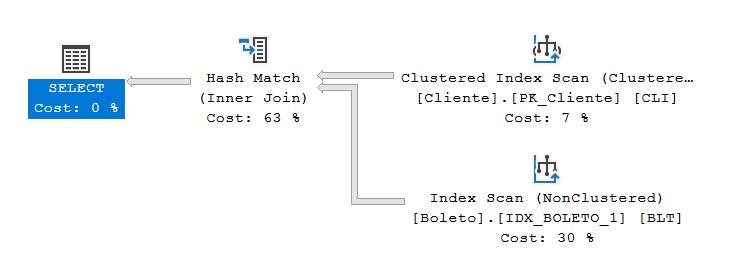 SELECT
Cost: 0 %
Hash Match
(Inner Join)
Cost: 63 %
Clustered Index Scan (Clustere…
[Cliente].[PK_Cliente] [CLI]
Cost: 7 %
Index Scan (NonClustered)
[Boleto].[IDX_BOLETO_1] [BLT]
Cost: 30 %